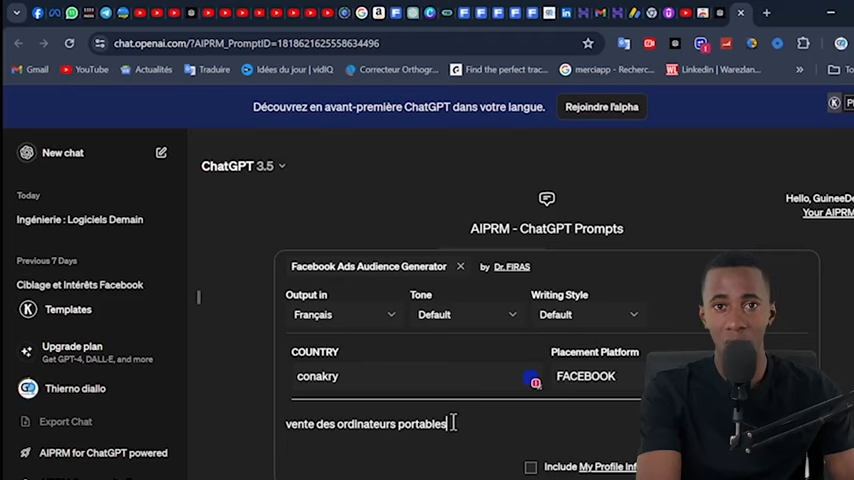 chat.openai.com/?AIPRM_PromptID=1818621625558634496
Gmail YouTube Actualités Traduire Idées du jour | vidIQ Correcteur Orthogr... Find the perfect trac... merciapp - Recherc... Linkedin | Warezlan... » To
Découvrez en avant-première ChatGPT dans votre langue. Rejoindre l'alpha
New chat
ChatGPT 3.5
Today
Hello, GuineeDe
Your AIPRM
Ingénierie : Logiciels Demain
AIPRM - ChatGPT Prompts
Previous 7 Days
Facebook Ads Audience Generator × by Dr. FIRAS
Ciblage et Intérêts Facebook
Output in Tone Writing Style
K Templates
Français Default Default
Upgrade plan
Get GPT-4, DALL-E, and more
COUNTRY Placement Platform
conakry FACEBOOK
Thierno diallo
Export Chat
vente des ordinateurs portables
AIPRM for ChatGPT powered
Include My Profile Inf